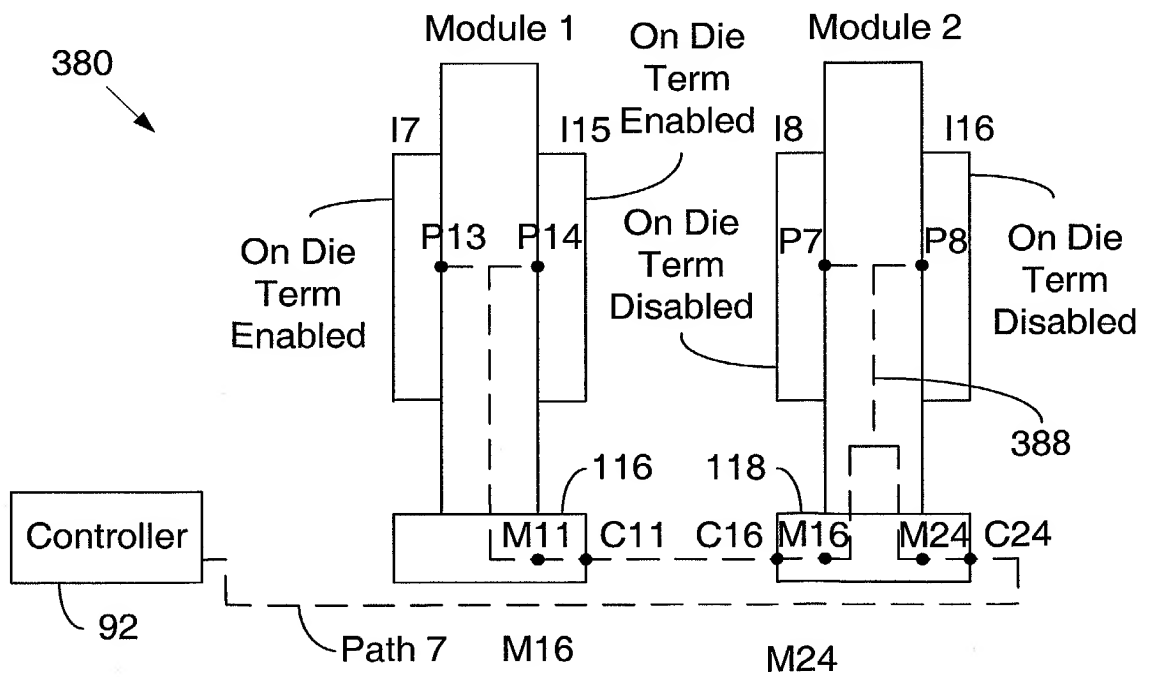 Module 1
On Die
Term
Enabled
Module 2
380
I7
I15
I8
I16
On Die
Term
Enabled
P13
P14
On Die
Term
Disabled
P7
P8
On Die
Term
Disabled
388
116
118
Controller
M11
C11
C16
M16
M24
C24
92
Path 7
M16
M24